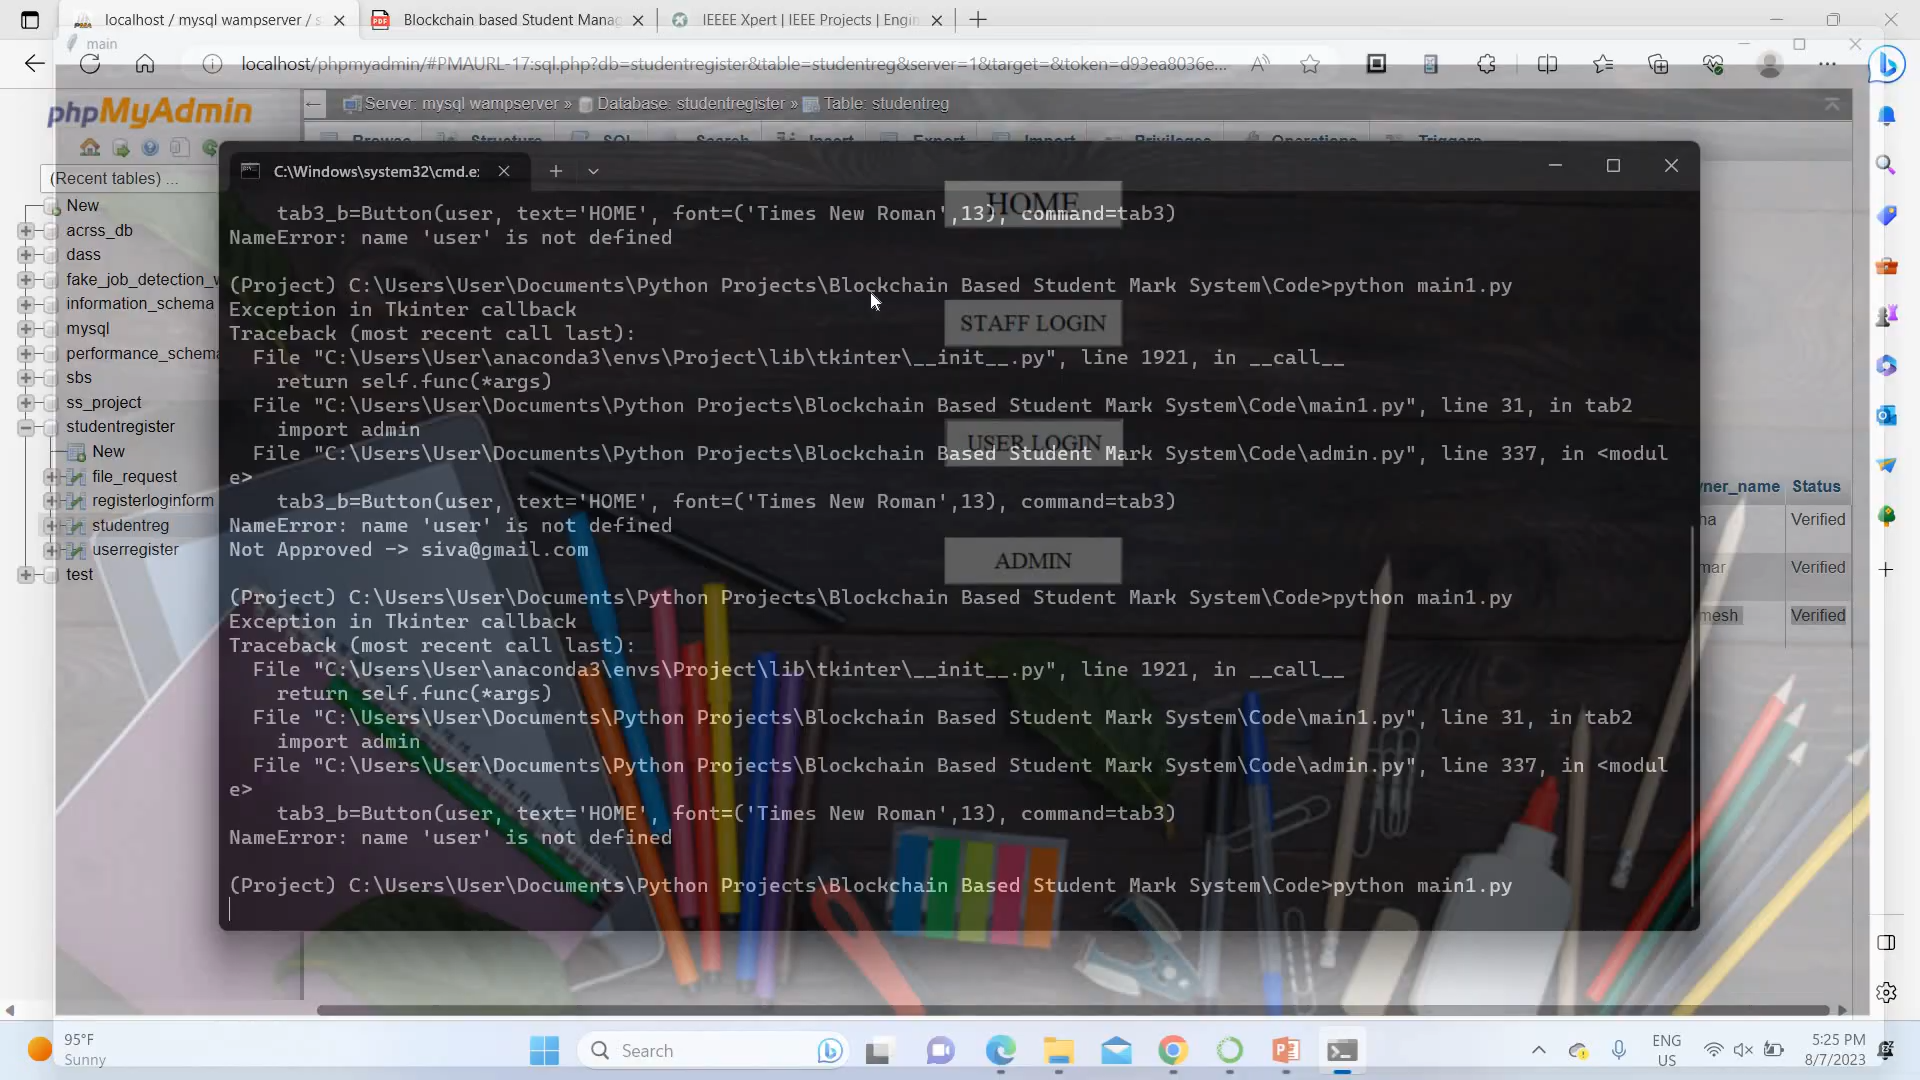 localhost / mysql wampserver / s
Blockchain based Student Manag
IEEEE Xpert | IEEE Projects | Engin
main
localhost/phpmyadmin/#PMAURL-17:sql.php?db=studentregister&table=studentreg&server=1&target=&token=d93ea8036e...
phpMyAdmin
Server: mysql wampserver » Database: studentregister » Table: studentreg
Browse Structure SQL Search Insert Export Import Privileges Operations Triggers
(Recent tables) ...
New
acrss_db
dass
fake_job_detection_w
information_schema
mysql
performance_schema
sbs
ss_project
studentregister
New
file_request
registerloginform
studentreg
userregister
test
C:\Windows\system32\cmd.e:
tab3_b=Button(user, text='HOME', font=('Times New Roman',13), command=tab3)
NameError: name 'user' is not defined
(Project) C:\Users\User\Documents\Python Projects\Blockchain Based Student Mark System\Code>python main1.py
Exception in Tkinter callback
Traceback (most recent call last):
File "C:\Users\User\anaconda3\envs\Project\lib\tkinter\__init__.py", line 1921, in __call__
return self.func(*args)
File "C:\Users\User\Documents\Python Projects\Blockchain Based Student Mark System\Code\main1.py", line 31, in tab2
import admin
File "C:\Users\User\Documents\Python Projects\Blockchain Based Student Mark System\Code\admin.py", line 337, in <modul
e>
tab3_b=Button(user, text='HOME', font=('Times New Roman',13), command=tab3)
NameError: name 'user' is not defined
Not Approved -> siva@gmail.com
(Project) C:\Users\User\Documents\Python Projects\Blockchain Based Student Mark System\Code>python main1.py
Exception in Tkinter callback
Traceback (most recent call last):
File "C:\Users\User\anaconda3\envs\Project\lib\tkinter\__init__.py", line 1921, in __call__
return self.func(*args)
File "C:\Users\User\Documents\Python Projects\Blockchain Based Student Mark System\Code\main1.py", line 31, in tab2
import admin
File "C:\Users\User\Documents\Python Projects\Blockchain Based Student Mark System\Code\admin.py", line 337, in <modul
e>
tab3_b=Button(user, text='HOME', font=('Times New Roman',13), command=tab3)
NameError: name 'user' is not defined
(Project) C:\Users\User\Documents\Python Projects\Blockchain Based Student Mark System\Code>python main1.py
HOME
STAFF LOGIN
USER LOGIN
ADMIN
ner_name Status
Verified
mar Verified
mesh Verified
95°F
Sunny
Search
ENG
US
5:25 PM
8/7/2023